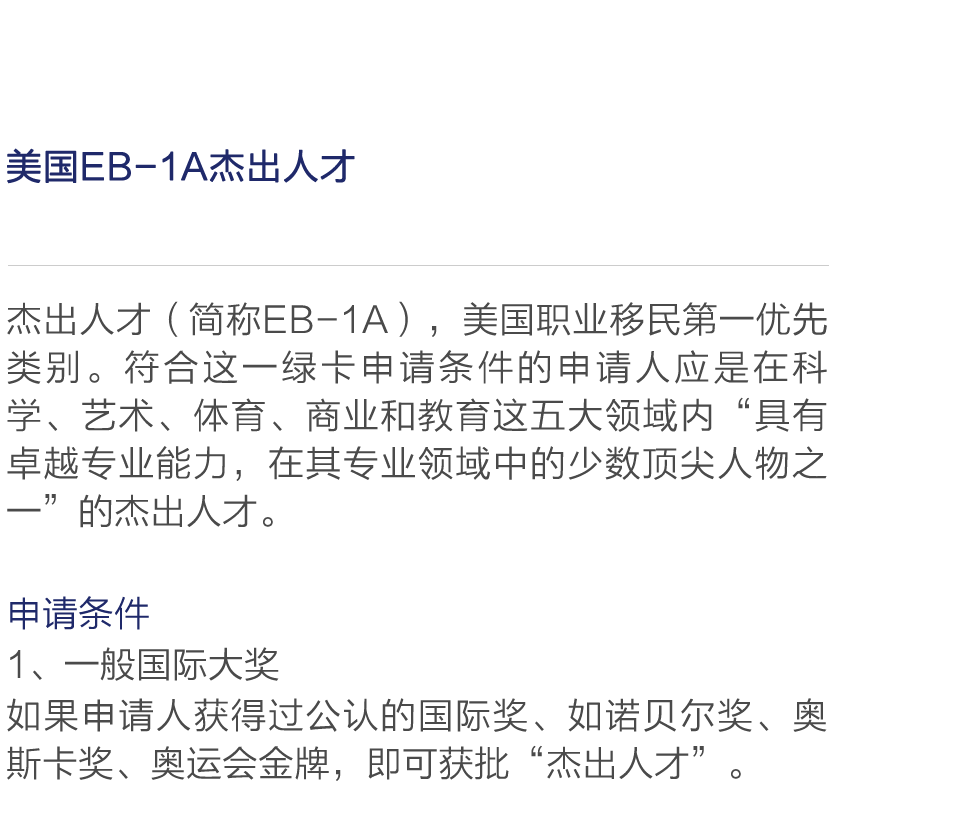 美国EB-1A杰出人才
杰出人才（简称EB-1A），美国职业移民第一优先
类别。符合这一绿卡申请条件的申请人应是在科
学、艺术、体育、商业和教育这五大领域内“具有
卓越专业能力，在其专业领域中的少数顶尖人物之
一”的杰出人才。
申请条件
1、一般国际大奖
如果申请人获得过公认的国际奖、如诺贝尔奖、奥
斯卡奖、奥运会金牌，即可获批“杰出人才”。